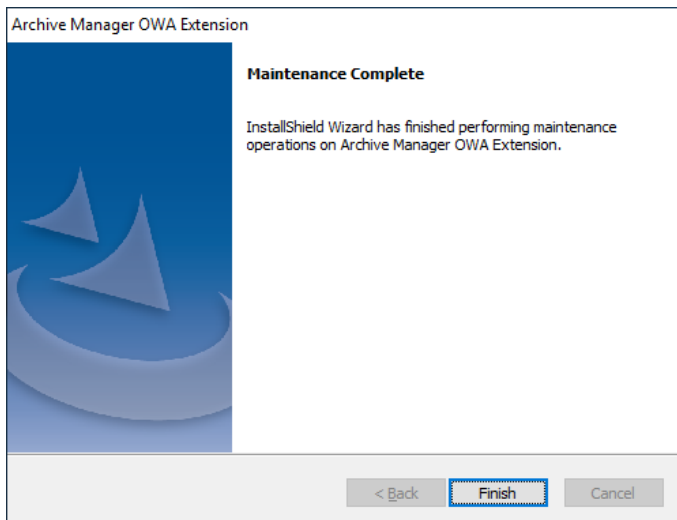 Archive Manager OWA Extension
Maintenance Complete
InstallShield Wizard has finished performing maintenance
operations on Archive Manager OWA Extension.
< Back
Finish
Cancel